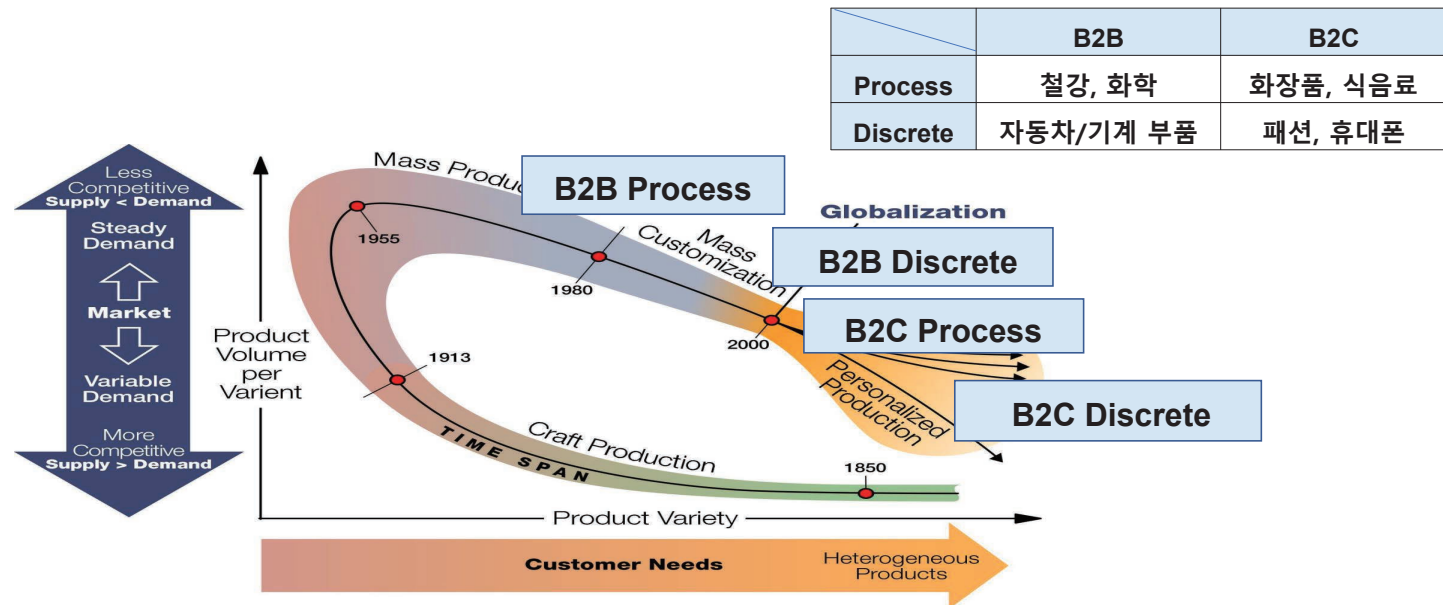 B2B B2C
Process 철강, 화학 화장품, 식음료
Discrete 자동차/기계 부품 패션, 휴대폰
Less
Competitive
Supply < Demand
Steady
Demand
Market
Variable
Demand
More
Competitive
Supply > Demand
Product
Volume
per
Varient
Mass
B2B Process
1955
1980
1913
Globalization
Mass
Customization
B2B Discrete
2000
B2C Process
Personalized
Production
B2C Discrete
Craft Production
TIME SPAN
1850
Product Variety
Customer Needs
Heterogeneous
Products